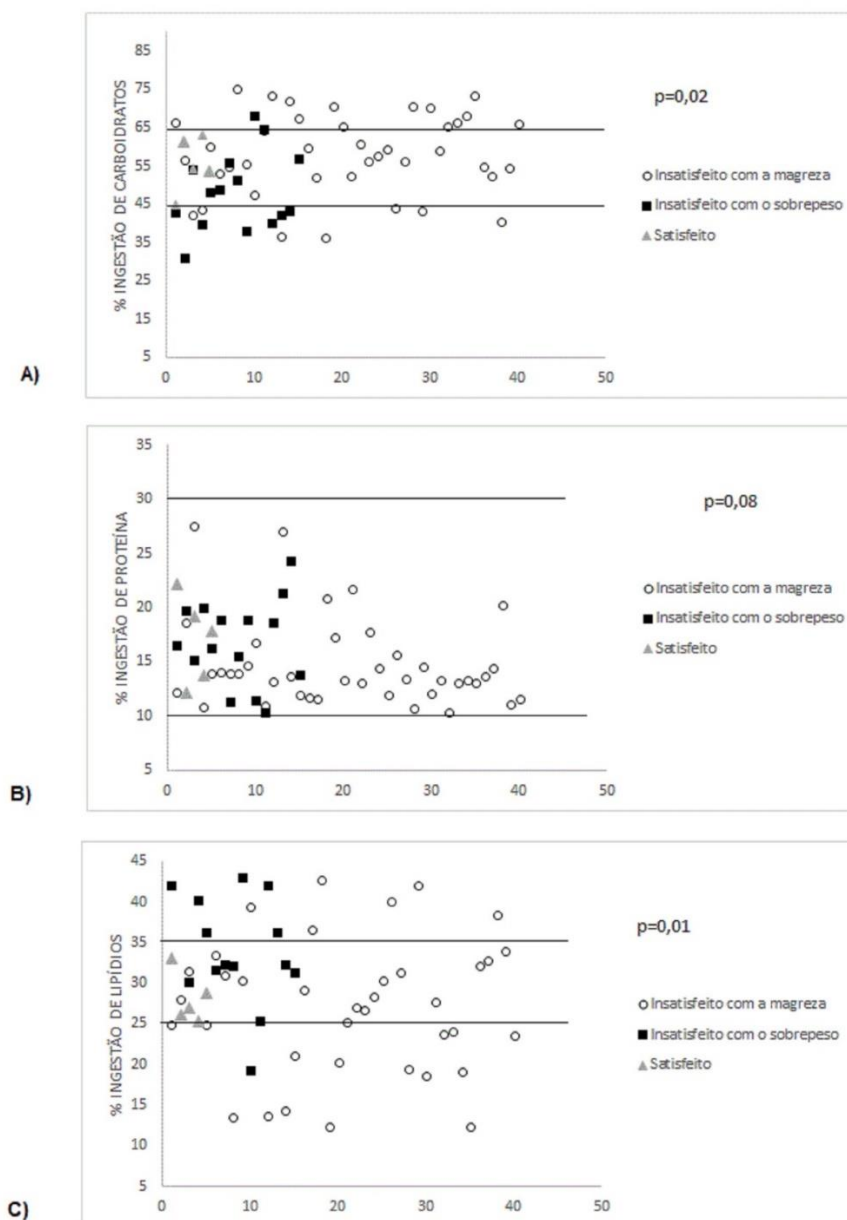 85
75
65
55
45
35
25
15
5
% INGESTÃO DE CARBOIDRATOS
0 10 20 30 40 50
p=0,02
Insatisfeito com a magreza
Insatisfeito com o sobrepeso
Satisfeito
A)
35
30
25
20
15
10
5
% INGESTÃO DE PROTEÍNA
0 10 20 30 40 50
p=0,08
Insatisfeito com a magreza
Insatisfeito com o sobrepeso
Satisfeito
B)
45
40
35
30
25
20
15
10
5
% INGESTÃO DE LIPÍDIOS
0 10 20 30 40 50
p=0,01
Insatisfeito com a magreza
Insatisfeito com o sobrepeso
Satisfeito
C)